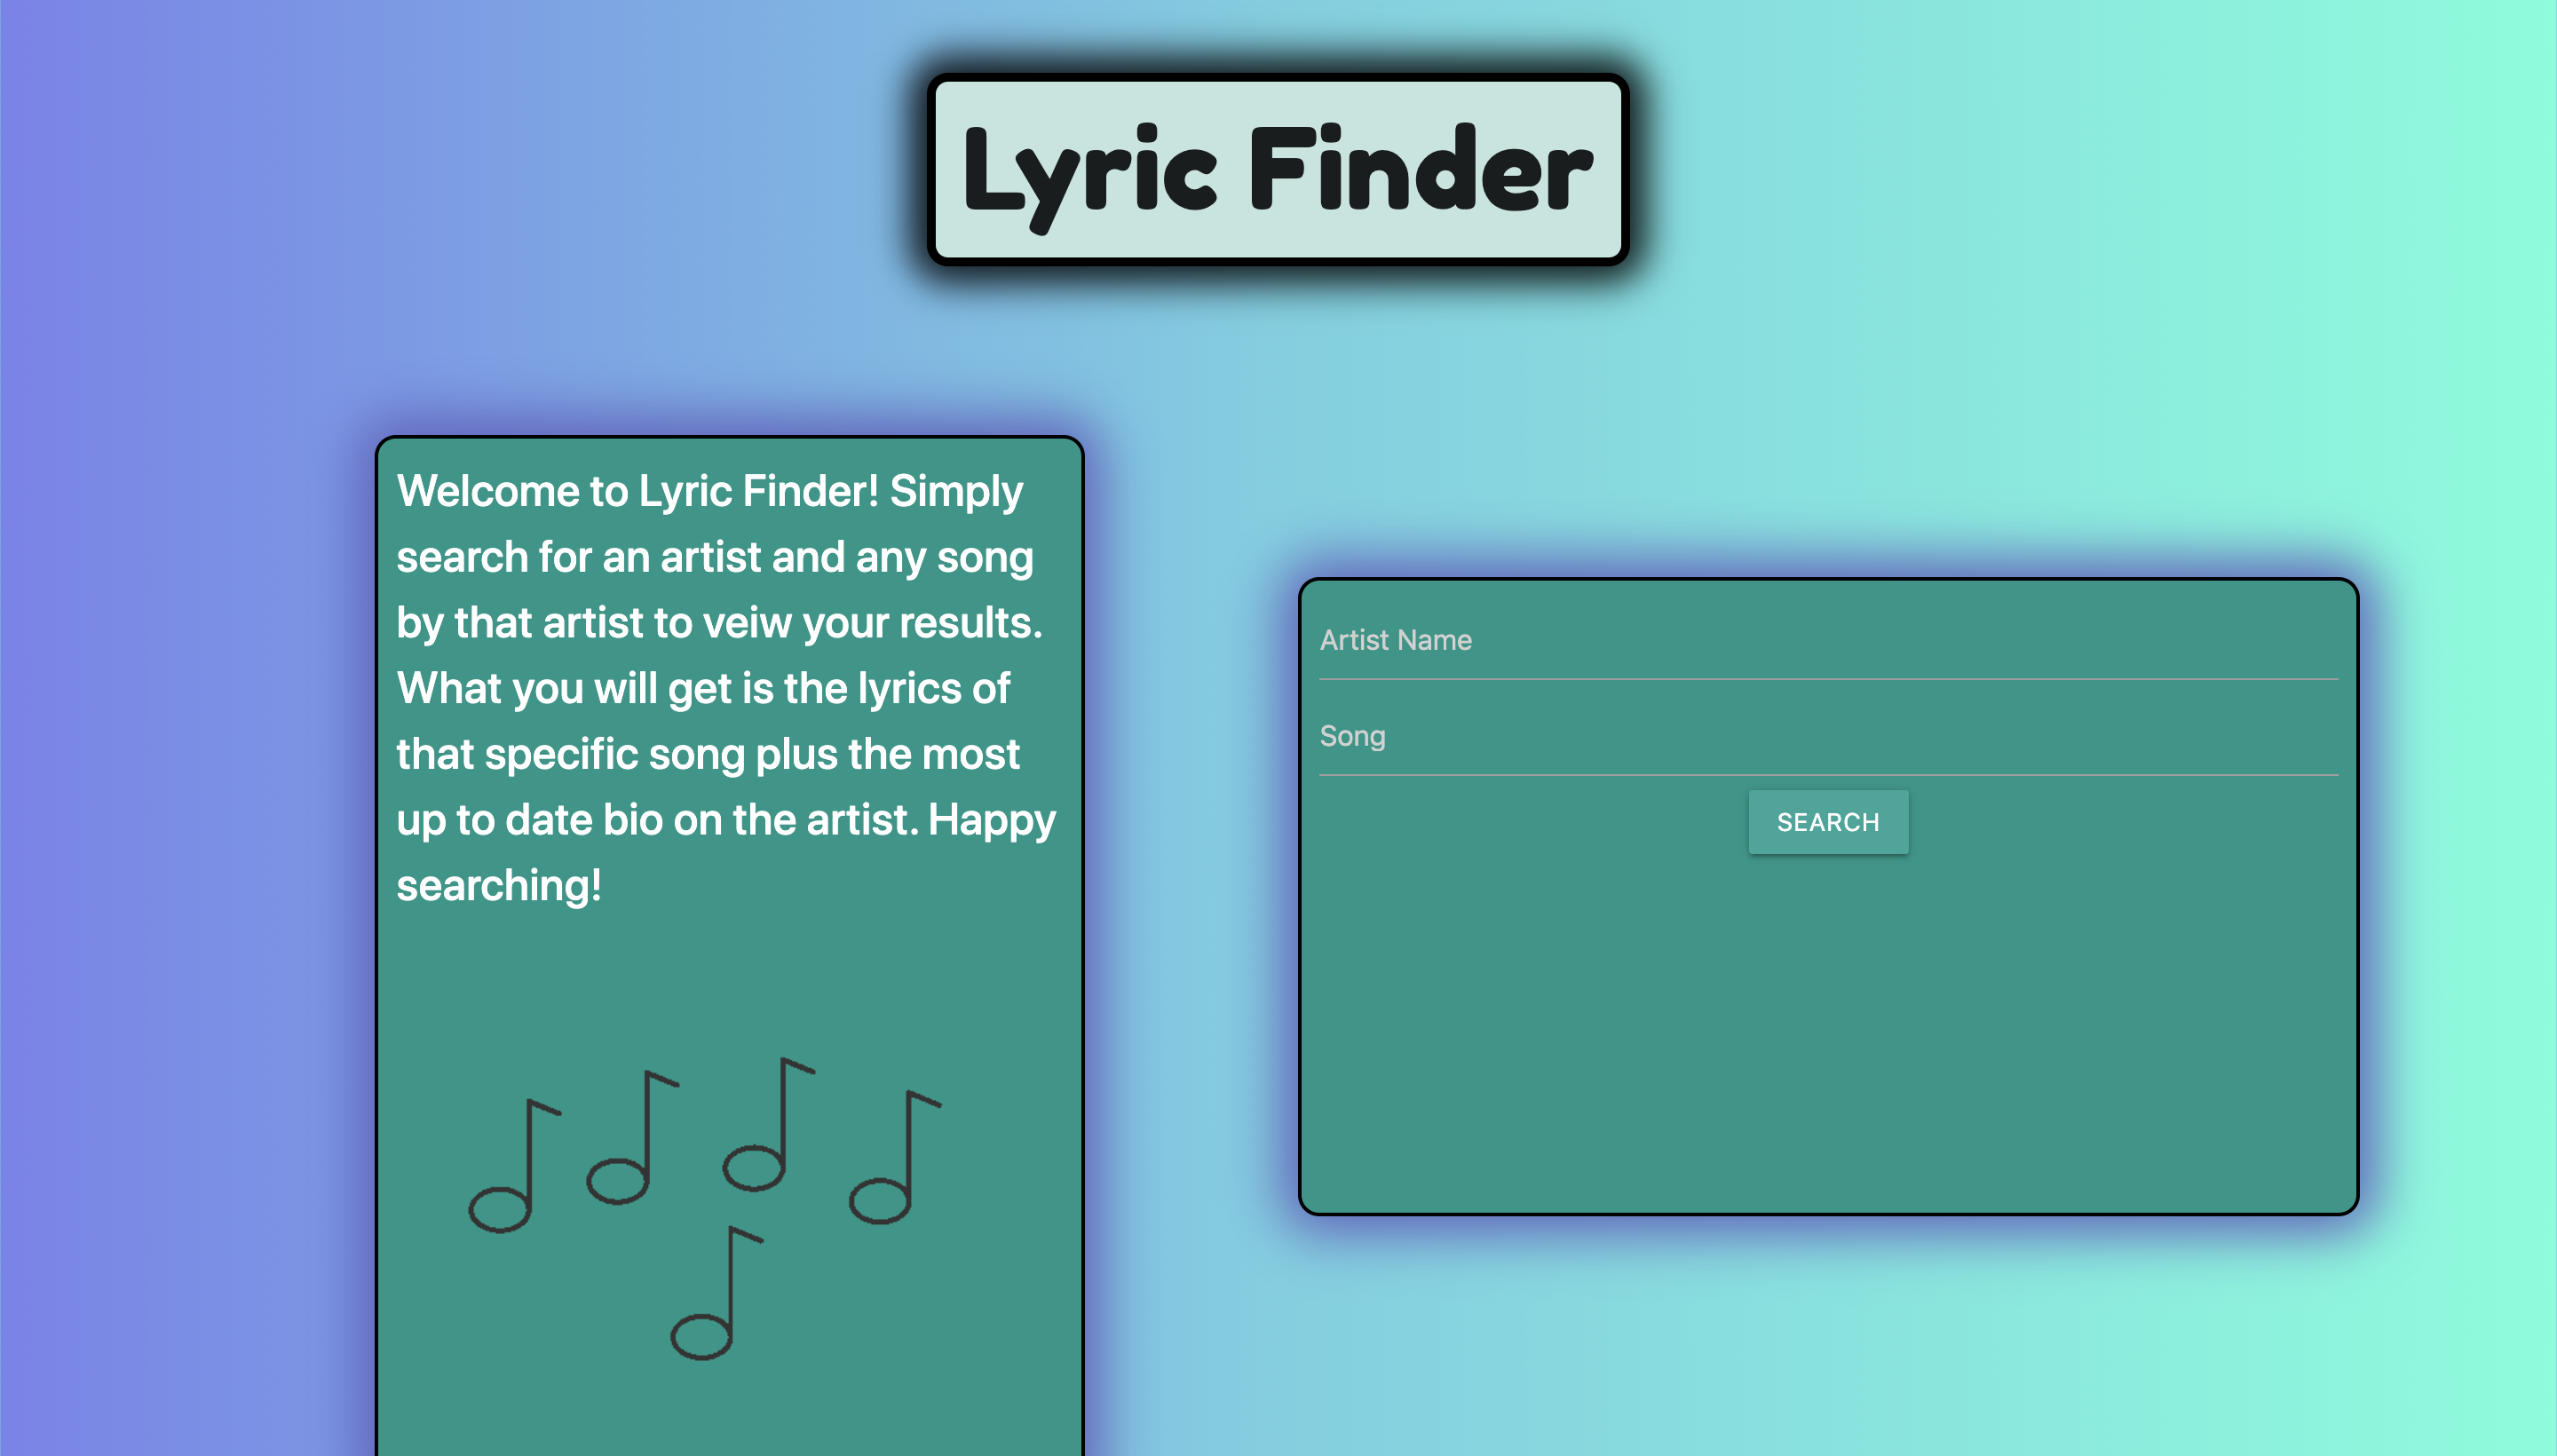 Lyric Finder
Welcome to Lyric Finder! Simply
search for an artist and any song
by that artist to veiw your results.
What you will get is the lyrics of
that specific song plus the most
up to date bio on the artist. Happy
searching!
Artist Name
Song
SEARCH